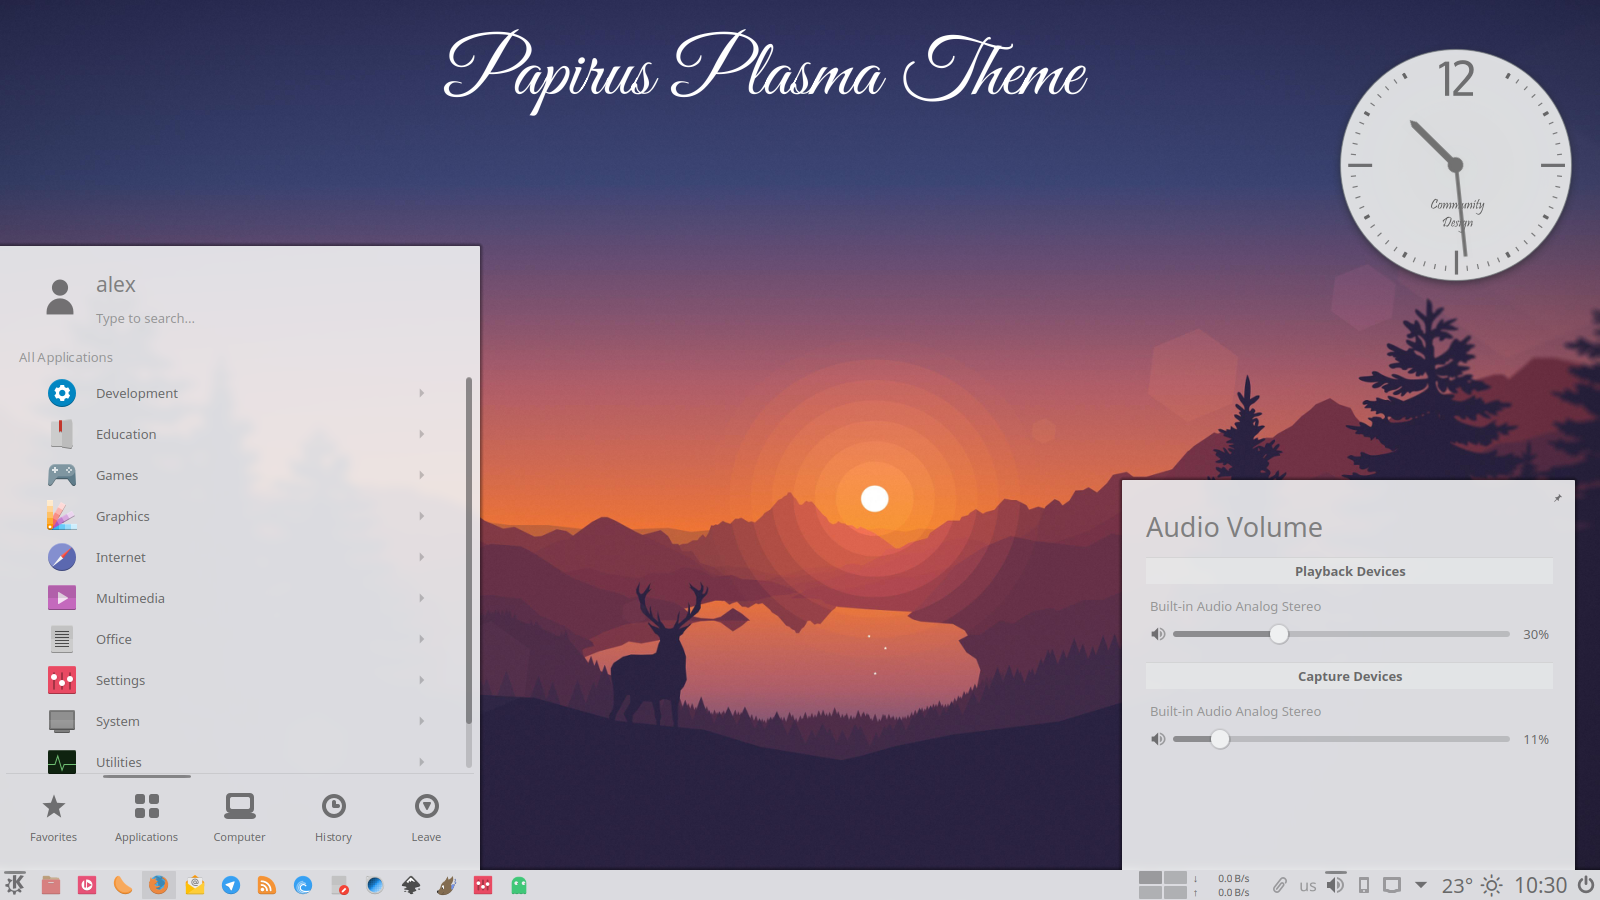 Papirus Plasma Theme
12
Community
Design
alex
Type to search...
All Applications
Development
Education
Games
Graphics
Internet
Multimedia
Office
Settings
System
Utilities
Favorites
Applications
Computer
History
Leave
Audio Volume
Playback Devices
Built-in Audio Analog Stereo
30%
Capture Devices
Built-in Audio Analog Stereo
11%
↓ 0.0 B/s
↑ 0.0 B/s
us
23°
10:30